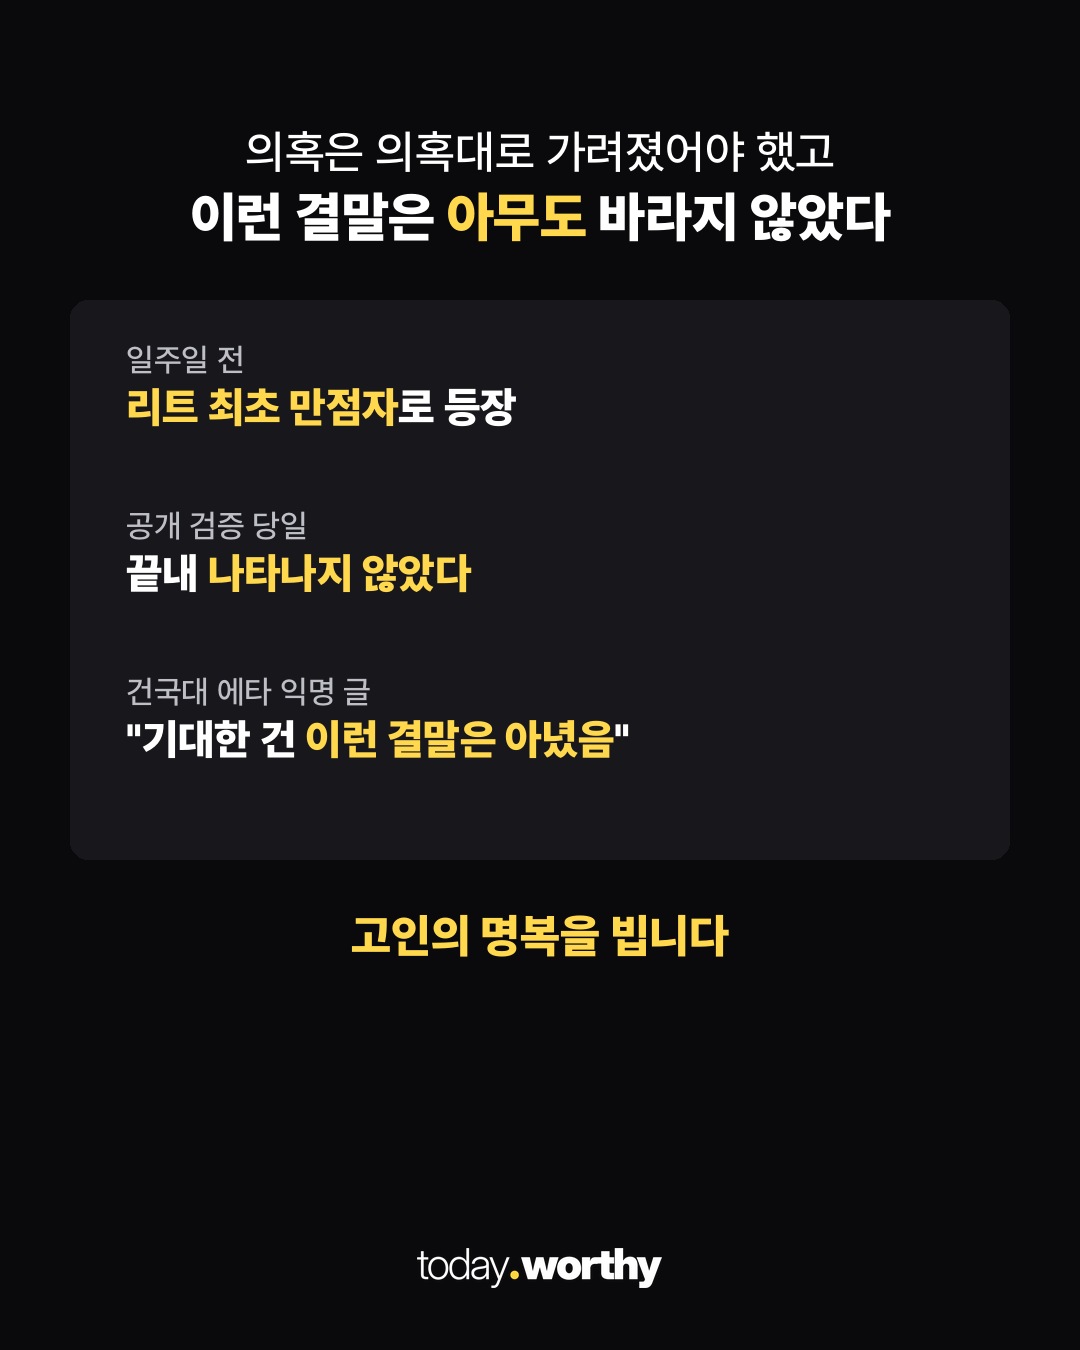 의혹은 의혹대로 가려졌어야 했고
이런 결말은 아무도 바라지 않았다
일주일 전
리트 최초 만점자로 등장
공개 검증 당일
끝내 나타나지 않았다
건국대 에타 익명 글
"기대한 건 이런 결말은 아녔음"
고인의 명복을 빕니다
today.worthy